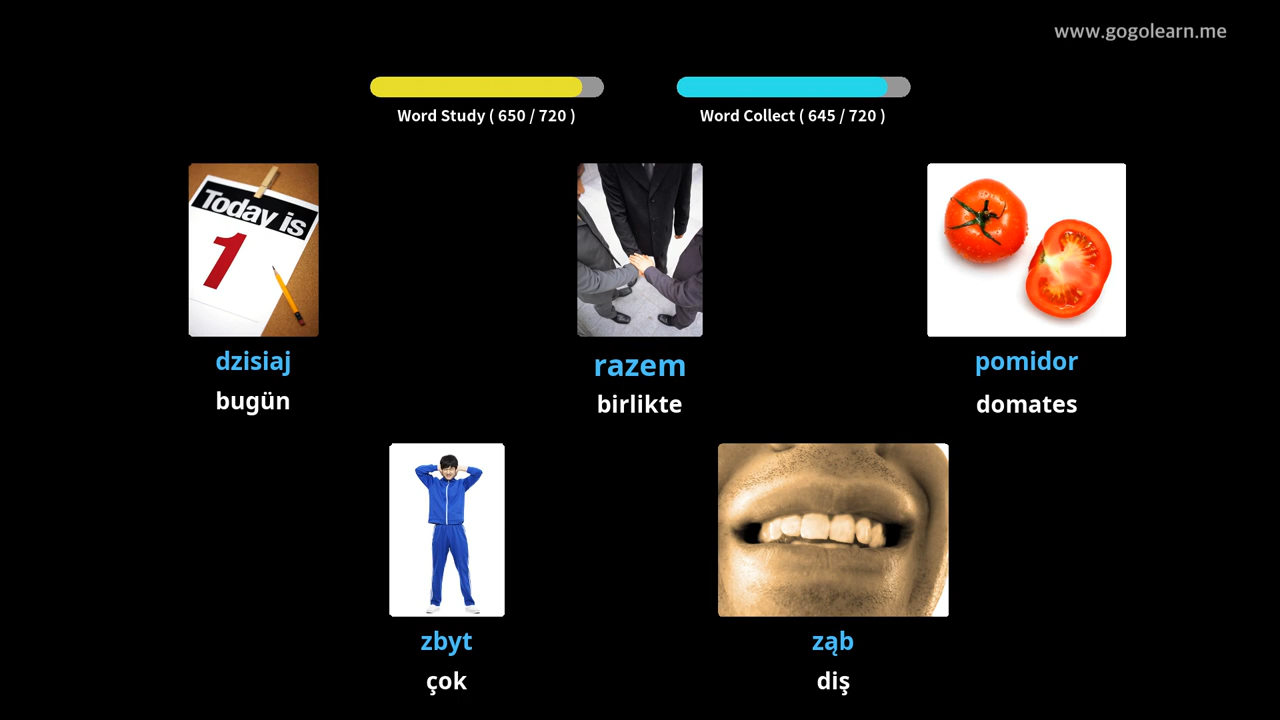 www.gogolearn.me
Word Study ( 650 / 720 )
Word Collect ( 645 / 720 )
Today is
1
dzisiaj
bugün
razem
birlikte
pomidor
domates
zbyt
çok
ząb
diş